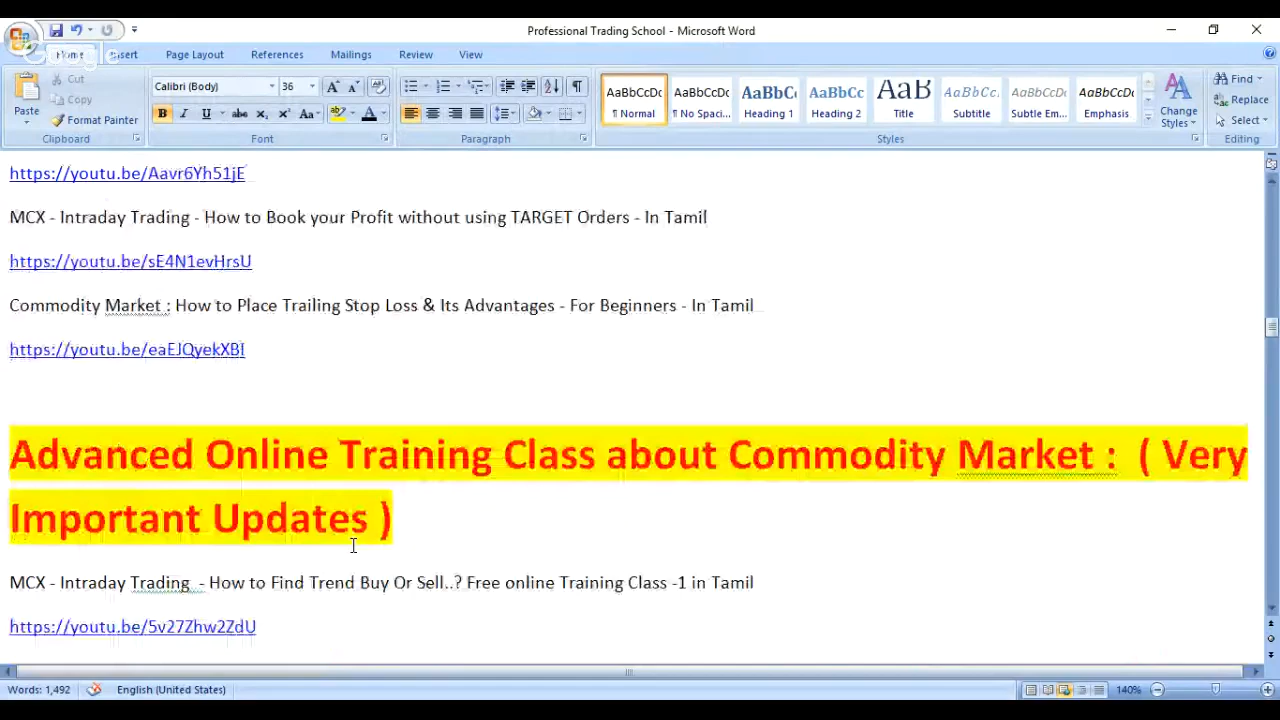 Professional Trading School - Microsoft Word
Home Insert Page Layout References Mailings Review View
Google
Paste
Cut
Copy
Format Painter
Clipboard
Calibri (Body) 36
B I U abe X₂ X² Aa
Font
Paragraph
AaBbCcDc AaBbCcDc AaBbCc AaBbCc AaB AaBbCc. AaBbCcDc AaBbCcDc
¶ Normal ¶ No Spaci... Heading 1 Heading 2 Title Subtitle Subtle Em... Emphasis
Change Styles
Styles
Find
Replace
Select
Editing
https://youtu.be/Aavr6Yh51jE
MCX - Intraday Trading - How to Book your Profit without using TARGET Orders - In Tamil
https://youtu.be/sE4N1evHrsU
Commodity Market : How to Place Trailing Stop Loss & Its Advantages - For Beginners - In Tamil
https://youtu.be/eaEJQyekXBI
Advanced Online Training Class about Commodity Market : ( Very
Important Updates )
MCX - Intraday Trading - How to Find Trend Buy Or Sell..? Free online Training Class -1 in Tamil
https://youtu.be/5v27Zhw2ZdU
Words: 1,492 English (United States) 140%